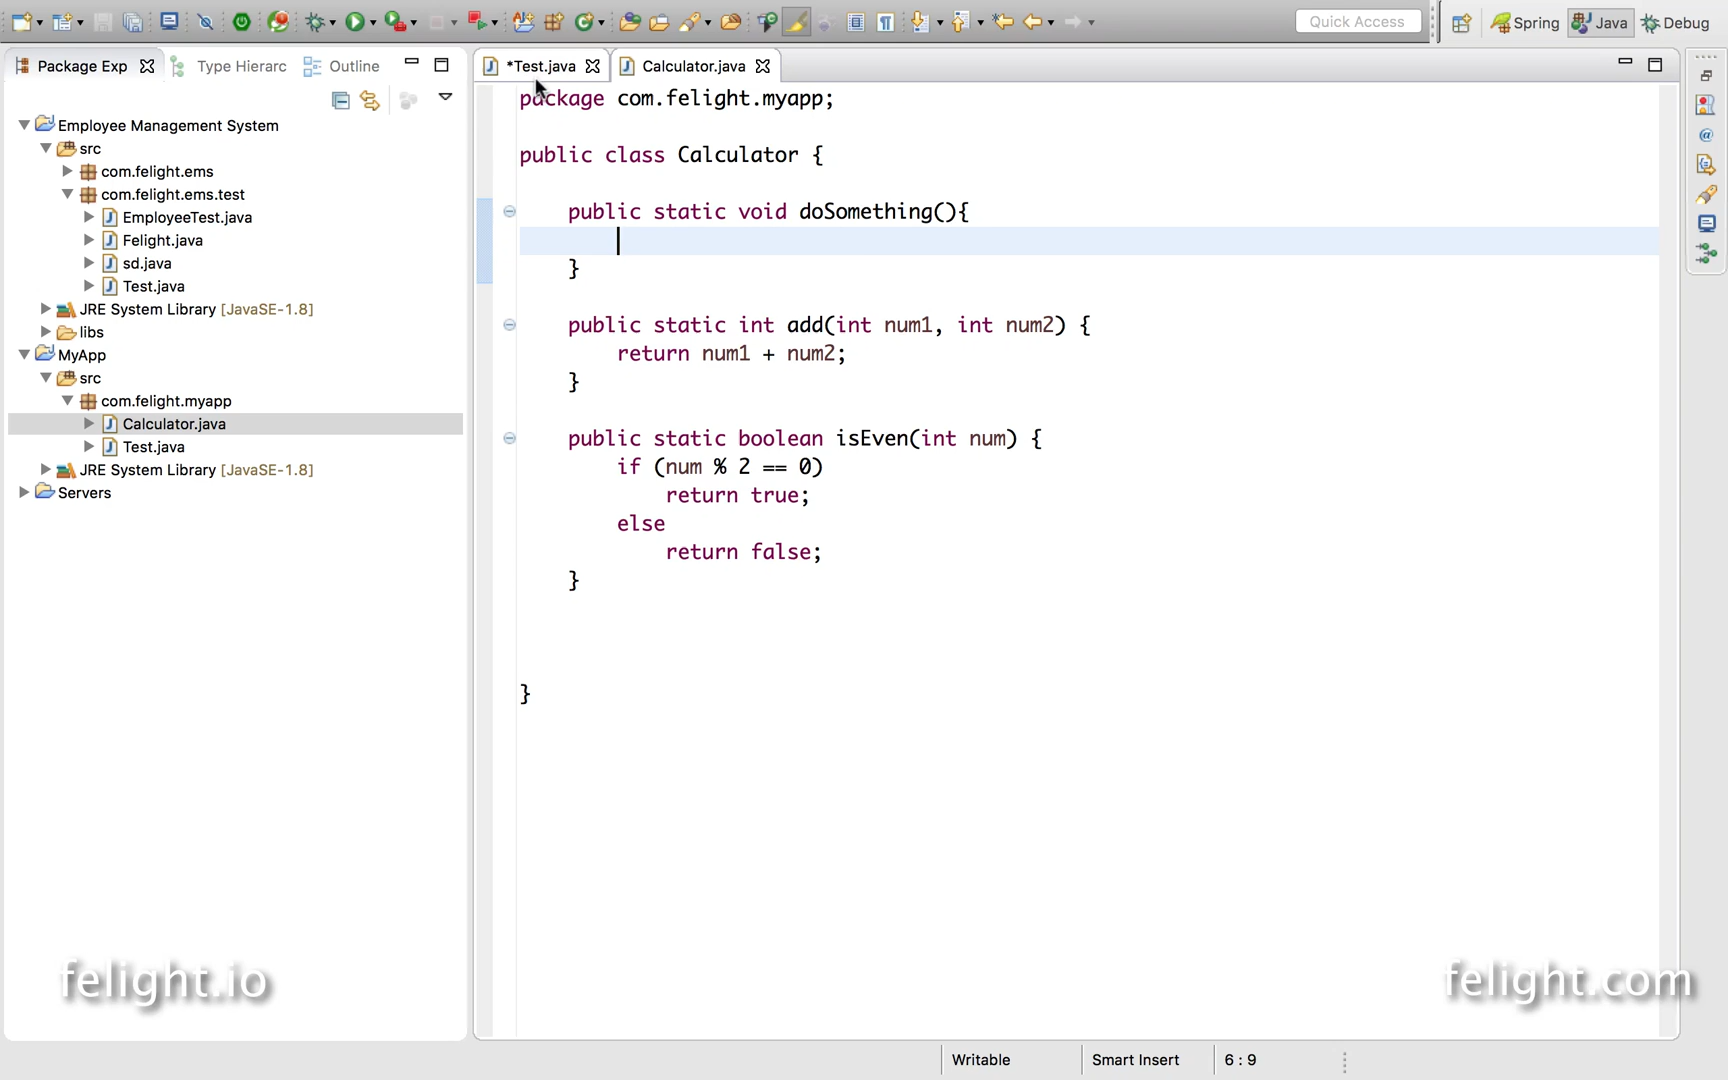 Quick Access
Spring
Java
Debug
Package Exp
Type Hierarc
Outline
*Test.java
Calculator.java
Employee Management System
src
com.felight.ems
com.felight.ems.test
EmployeeTest.java
Felight.java
sd.java
Test.java
JRE System Library [JavaSE-1.8]
libs
MyApp
src
com.felight.myapp
Calculator.java
Test.java
JRE System Library [JavaSE-1.8]
Servers
package com.felight.myapp;
public class Calculator {
public static void doSomething(){
}
public static int add(int num1, int num2) {
return num1 + num2;
}
public static boolean isEven(int num) {
if (num % 2 == 0)
return true;
else
return false;
}
}
felight.io
felight.com
Writable
Smart Insert
6 : 9